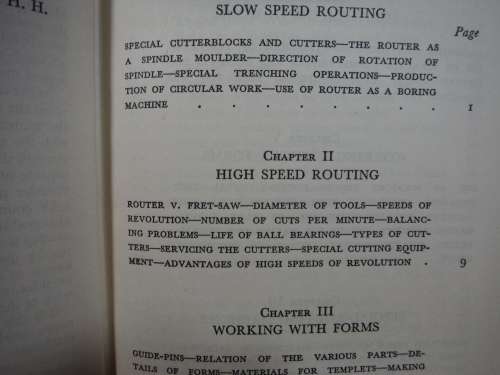 H. H.
SLOW SPEED ROUTING
Page
SPECIAL CUTTERBLOCKS AND CUTTERS—THE ROUTER AS
A SPINDLE MOULDER—DIRECTION OF ROTATION OF
SPINDLE—SPECIAL TRENCHING OPERATIONS—PRODUC-
TION OF CIRCULAR WORK—USE OF ROUTER AS A BORING
MACHINE . . . . . . . . 1
CHAPTER II
HIGH SPEED ROUTING
ROUTER V. FRET-SAW—DIAMETER OF TOOLS—SPEEDS OF
REVOLUTION—NUMBER OF CUTS PER MINUTE—BALANC-
ING PROBLEMS—LIFE OF BALL BEARINGS—TYPES OF CUT-
TERS—SERVICING THE CUTTERS—SPECIAL CUTTING EQUIP-
MENT—ADVANTAGES OF HIGH SPEEDS OF REVOLUTION . 9
CHAPTER III
WORKING WITH FORMS
GUIDE-PINS—RELATION OF THE VARIOUS PARTS—DE-
TAILS OF FORMS—MATERIALS FOR TEMPLETS—MAKING